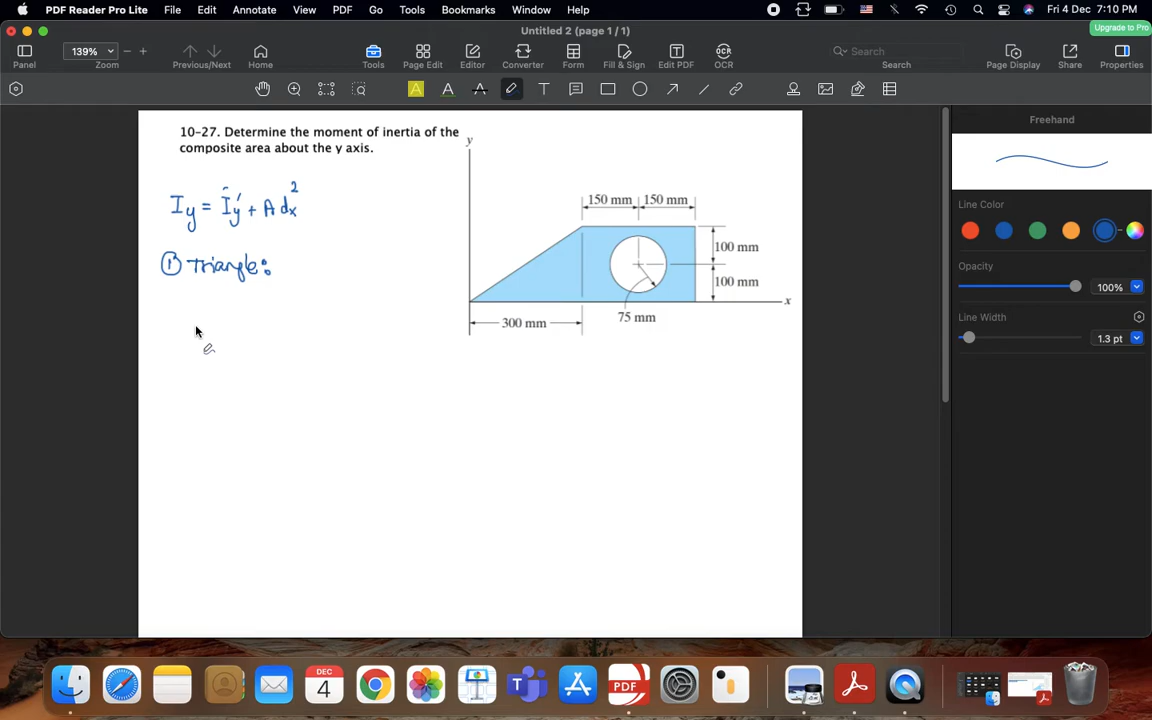 PDF Reader Pro Lite File Edit Annotate View PDF Go Tools Bookmarks Window Help Fri 4 Dec 7:10 PM
Untitled 2 (page 1 / 1)
Upgrade to Pro
139%
Search
Panel Zoom Previous/Next Home Tools Page Edit Editor Converter Form Fill & Sign Edit PDF OCR Search Page Display Share Properties
10-27. Determine the moment of inertia of the
composite area about the y axis.
Iy = Īy' + A dx²
① Triangle:
y
150 mm 150 mm
100 mm
100 mm
x
300 mm
75 mm
Freehand
Line Color
Opacity
100%
Line Width
1.3 pt
DEC
4
PDF